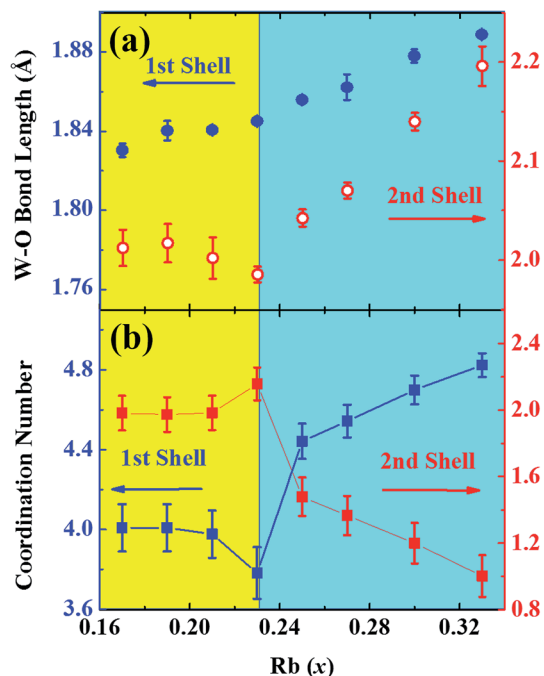 (a)
1st Shell
2nd Shell
W-O Bond Length (Å)
1.88
1.84
1.80
1.76
2.2
2.1
2.0
(b)
1st Shell
2nd Shell
Coordination Number
4.8
4.4
4.0
3.6
2.4
2.0
1.6
1.2
0.8
0.16 0.20 0.24 0.28 0.32
Rb (x)